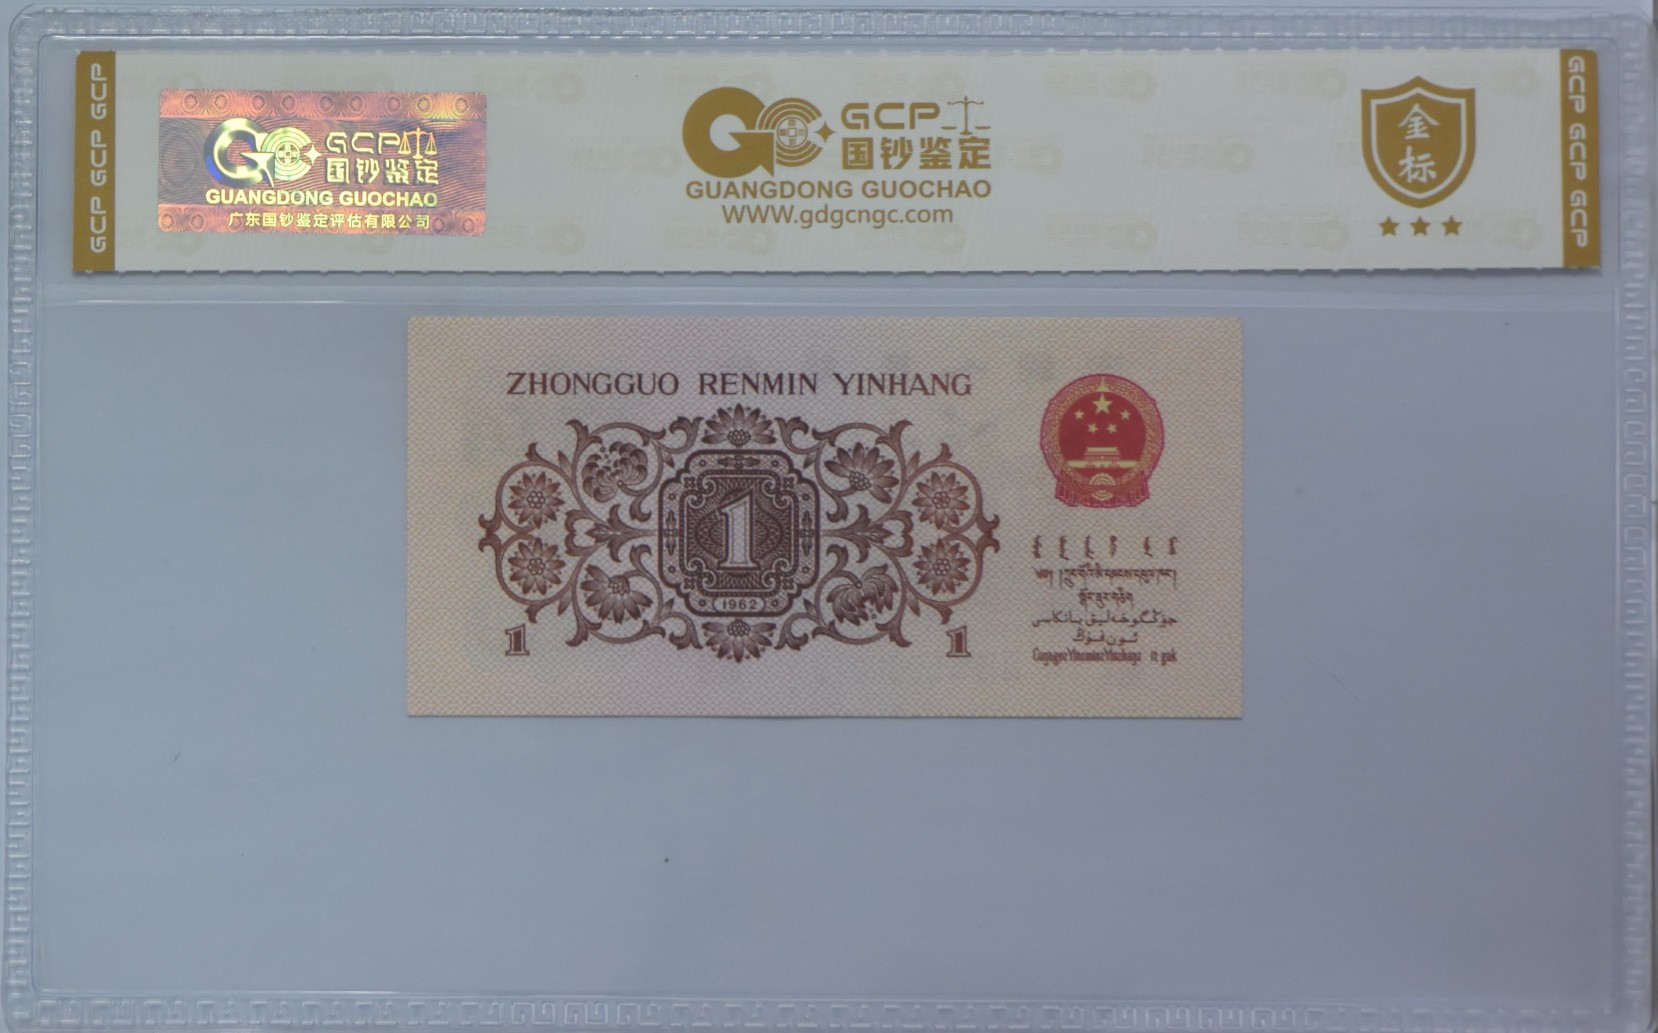 GCP GCP GCP
GCP
国钞鉴定
GUANGDONG GUOCHAO
广东国钞鉴定评估有限公司
GCP
国钞鉴定
GUANGDONG GUOCHAO
WWW.gdgcngc.com
金
标
GCP GCP GCP
ZHONGGUO RENMIN YINHANG
1
1962
1
1